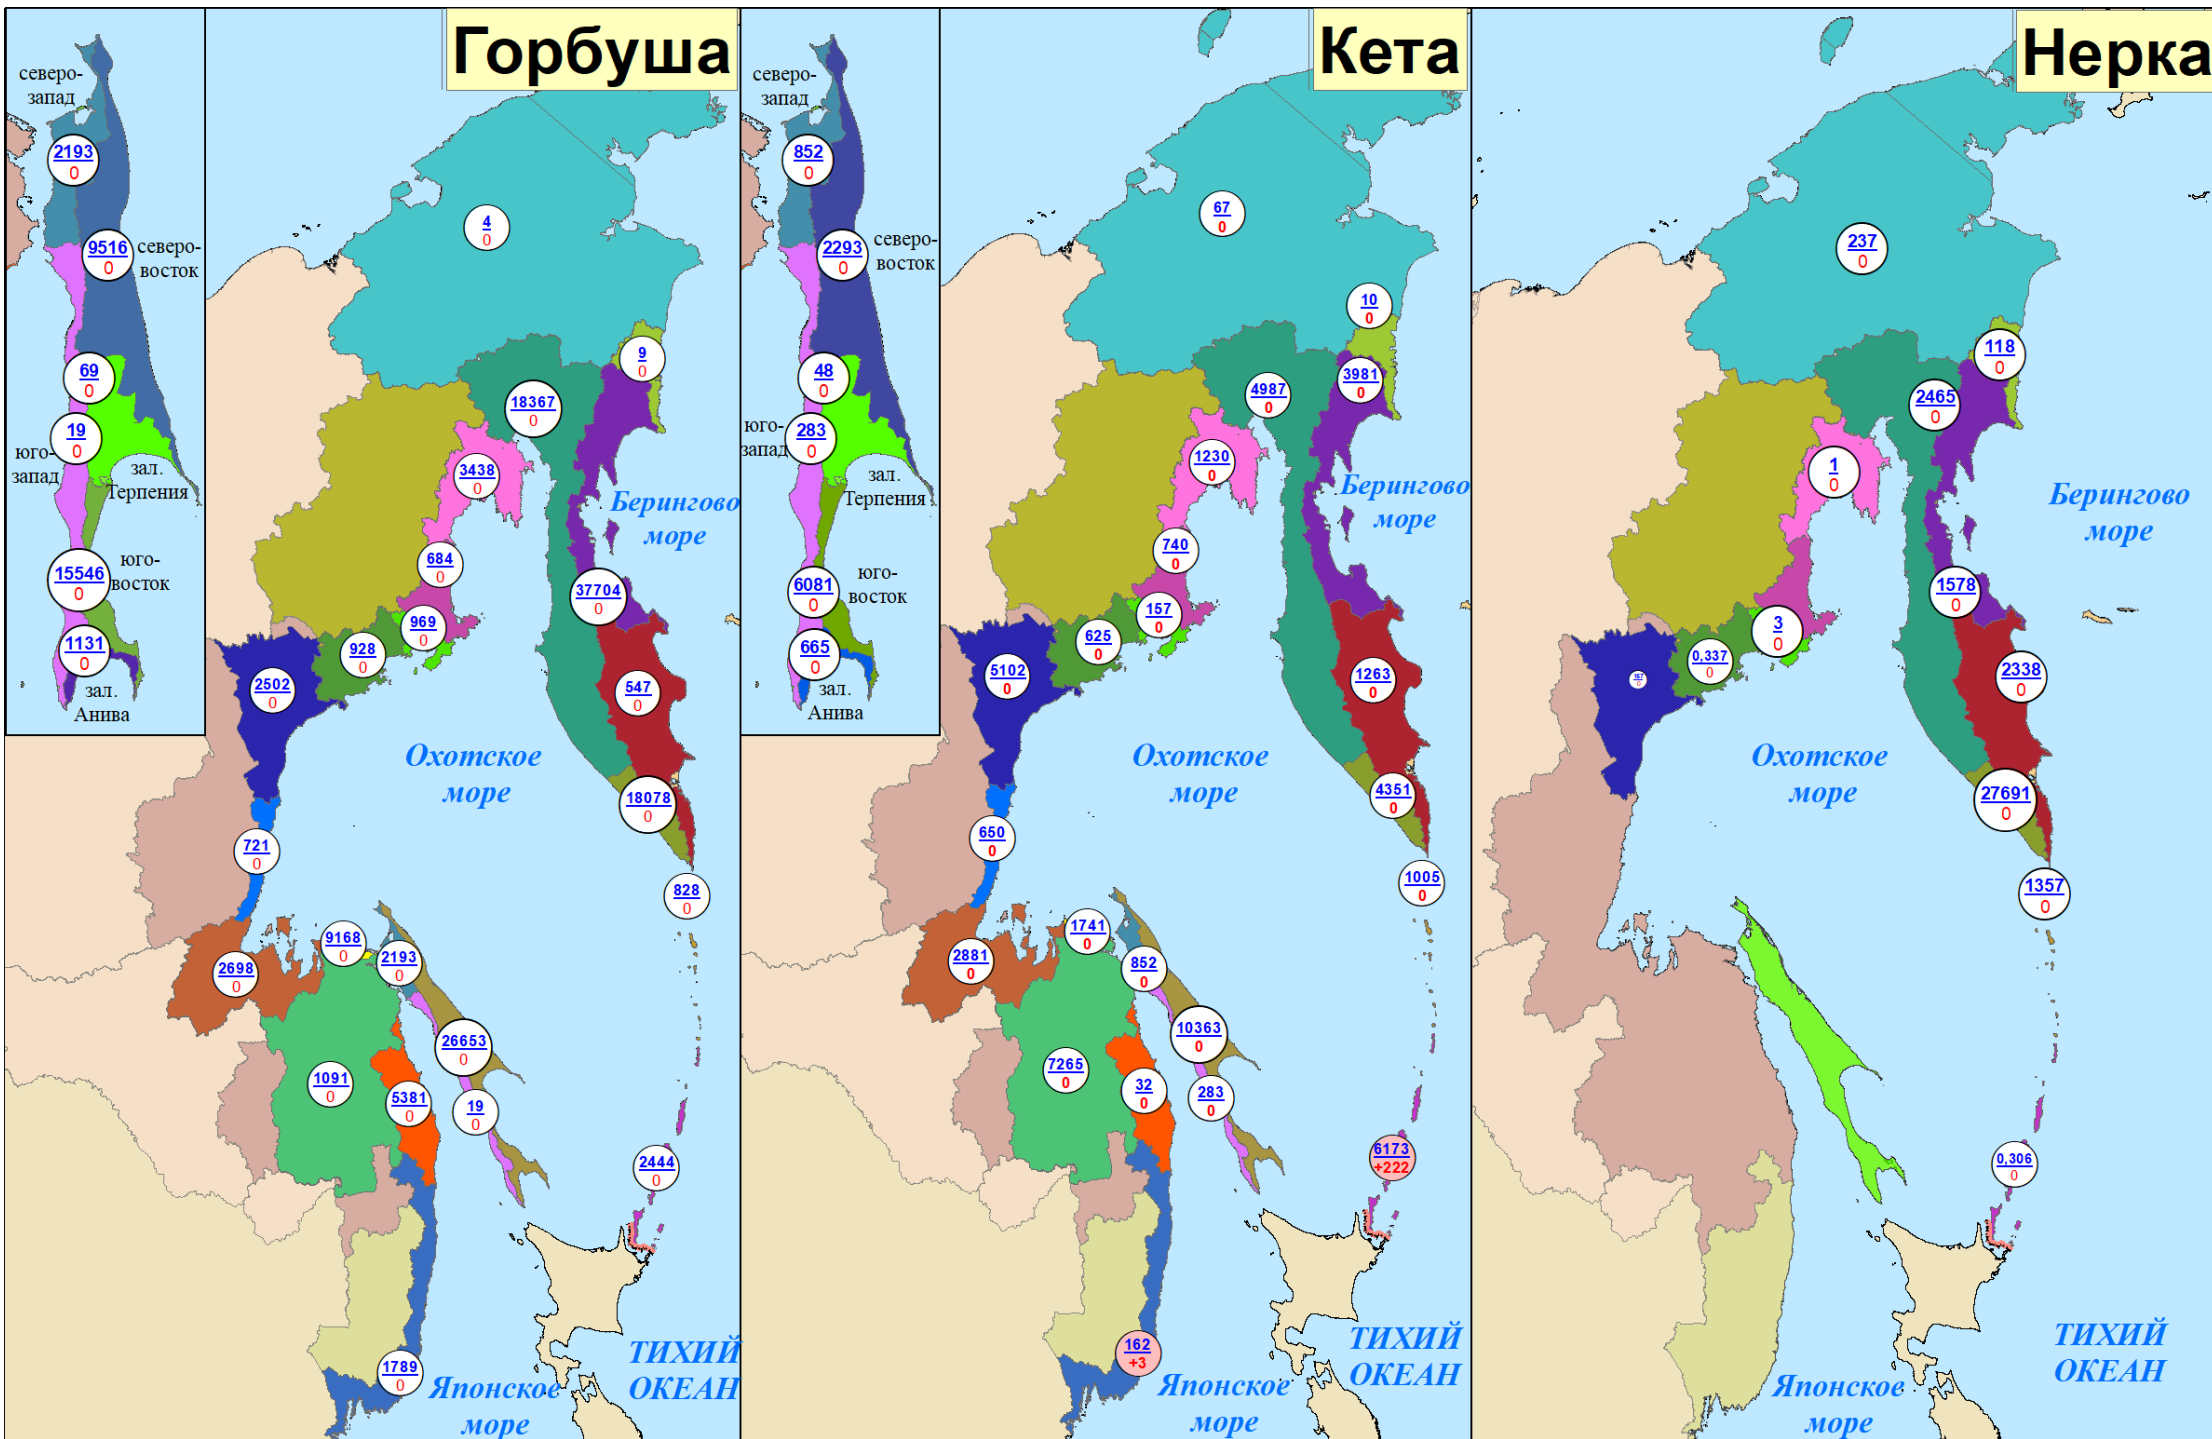 Горбуша
северо-
запад
2193
0
9516
0
северо-
восток
69
0
19
0
юго-
запад
зал.
Терпения
15546
0
юго-
восток
1131
0
зал.
Анива
4
0
9
0
18367
0
3438
0
Берингово
море
684
0
37704
0
969
0
928
0
2502
0
547
0
Охотское
море
18078
0
721
0
828
0
9168
0
2193
0
2698
0
26653
0
1091
0
5381
0
19
0
2444
0
1789
0
ТИХИЙ
ОКЕАН
Японское
море
Кета
северо-
запад
852
0
2293
0
северо-
восток
48
0
283
0
юго-
запад
зал.
Терпения
6081
0
юго-
восток
665
0
зал.
Анива
67
0
10
0
3981
0
4987
0
1230
0
Берингово
море
740
0
157
0
625
0
5102
0
1263
0
Охотское
море
4351
0
650
0
1005
0
1741
0
2881
0
852
0
10363
0
7265
0
32
0
283
0
6173
+222
162
+3
ТИХИЙ
ОКЕАН
Японское
море
Нерка
237
0
118
0
2465
0
1
0
Берингово
море
1578
0
3
0
0,337
0
167
0
2338
0
Охотское
море
27691
0
1357
0
0,306
0
ТИХИЙ
ОКЕАН
Японское
море